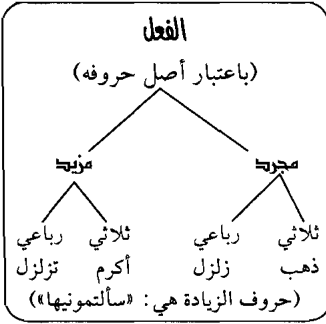 الفعل
(باعتبار أصل حروفه)
مجرد مزيد
ثلاثي رباعي ثلاثي رباعي
ذهب زلزل أكرم تزلزل
(حروف الزيادة هي: «سألتمونيها»)